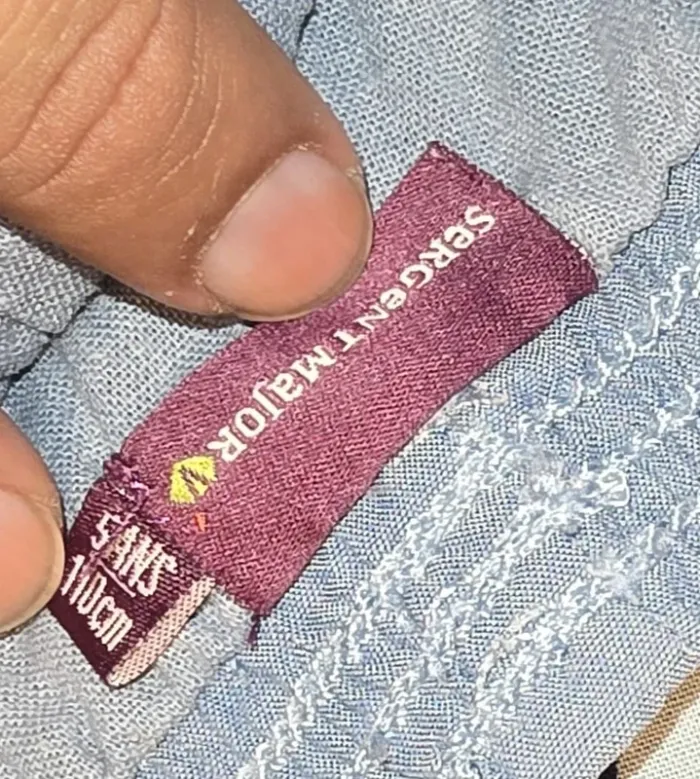 SeRGeNT MaJOR
5 ANS
110cm